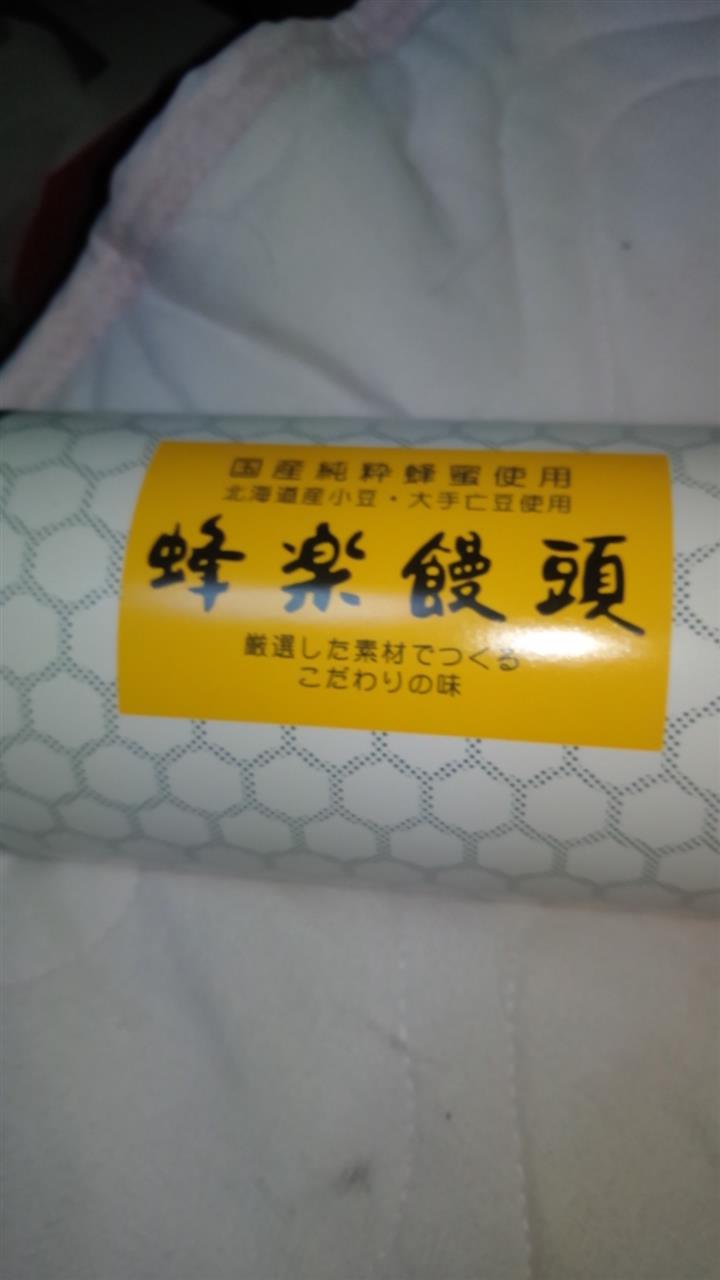 国産純粋蜂蜜使用
北海道産小豆・大手亡豆使用
蜂楽饅頭
厳選した素材でつくる
こだわりの味